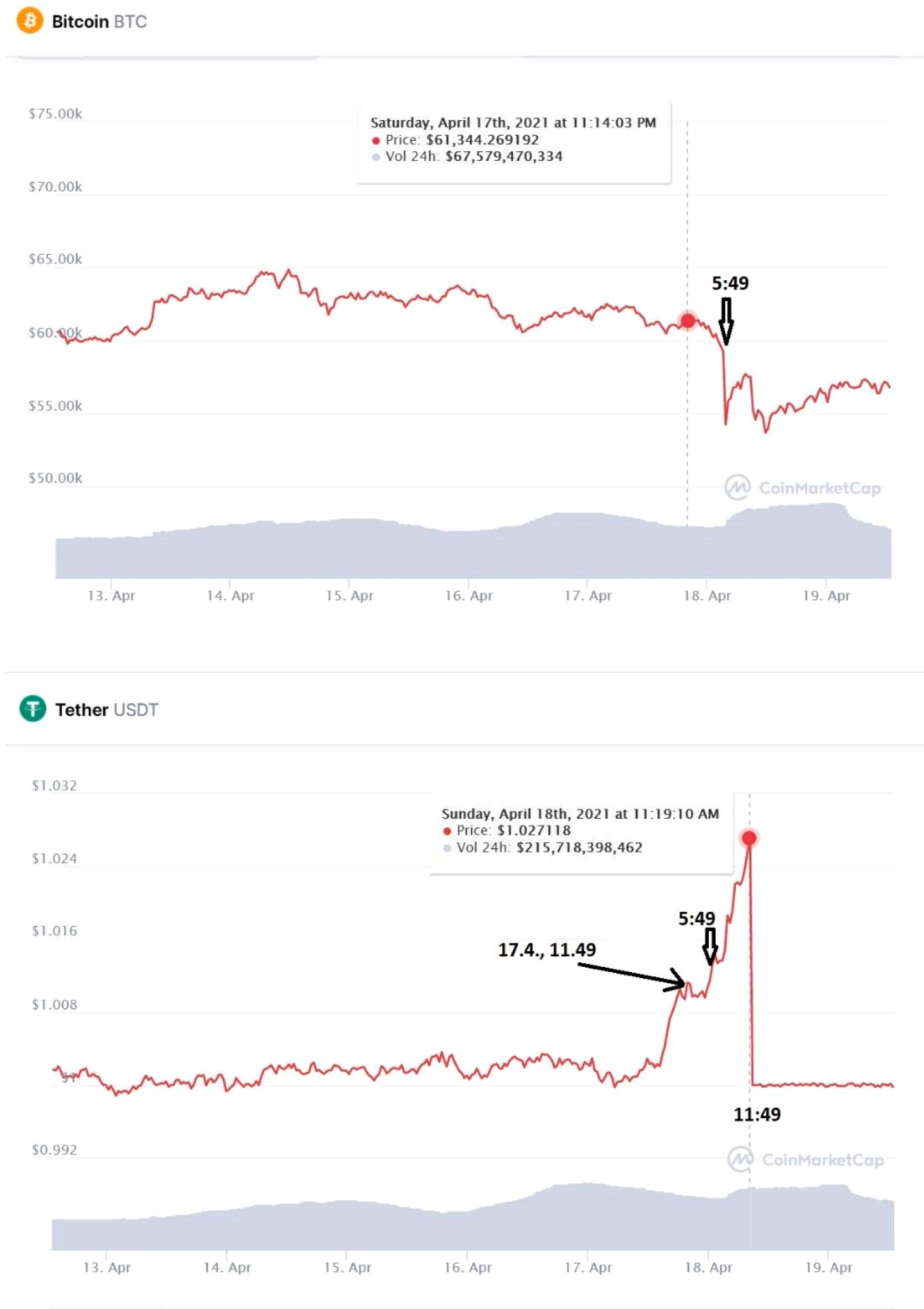 Bitcoin BTC
$75.00k
Saturday, April 17th, 2021 at 11:14:03 PM
Price: $61,344.269192
Vol 24h: $67,579,470,334
$70.00k
$65.00k
5:49
$60.00k
$55.00k
$50.00k
CoinMarketCap
13. Apr 14. Apr 15. Apr 16. Apr 17. Apr 18. Apr 19. Apr
Tether USDT
$1.032
Sunday, April 18th, 2021 at 11:19:10 AM
Price: $1.027118
Vol 24h: $215,718,398,462
$1.024
$1.016
5:49
17.4., 11.49
$1.008
$1
11:49
$0.992
CoinMarketCap
13. Apr 14. Apr 15. Apr 16. Apr 17. Apr 18. Apr 19. Apr